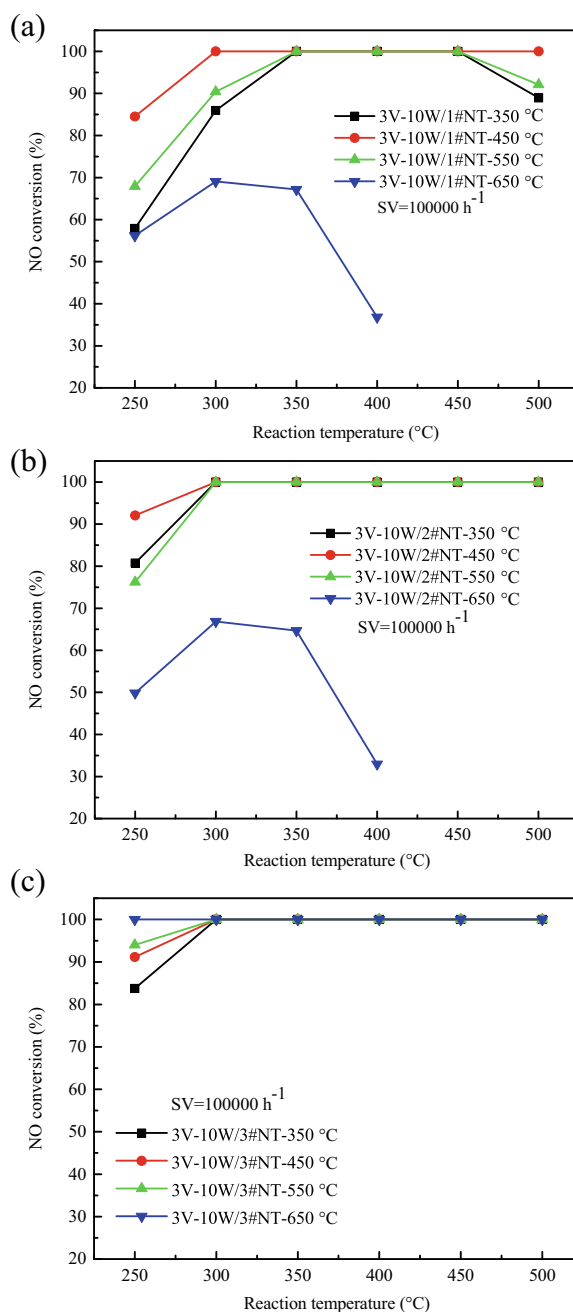 (a)
100
90
80
70
60
50
40
30
20
NO conversion (%)
3V-10W/1#NT-350 °C
3V-10W/1#NT-450 °C
3V-10W/1#NT-550 °C
3V-10W/1#NT-650 °C
SV=100000 h-1
250 300 350 400 450 500
Reaction temperature (°C)
(b)
100
90
80
70
60
50
40
30
20
NO conversion (%)
3V-10W/2#NT-350 °C
3V-10W/2#NT-450 °C
3V-10W/2#NT-550 °C
3V-10W/2#NT-650 °C
SV=100000 h-1
250 300 350 400 450 500
Reaction temperature (°C)
(c)
100
90
80
70
60
50
40
30
20
NO conversion (%)
SV=100000 h-1
3V-10W/3#NT-350 °C
3V-10W/3#NT-450 °C
3V-10W/3#NT-550 °C
3V-10W/3#NT-650 °C
250 300 350 400 450 500
Reaction temperature (°C)